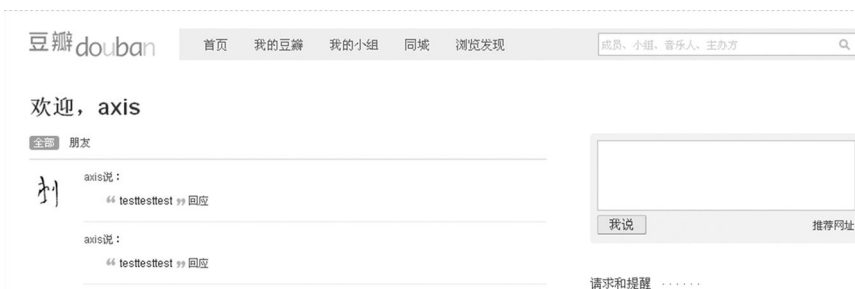 豆瓣douban 首页 我的豆瓣 我的小组 同城 浏览发现 成员、小组、音乐人、主办方
欢迎，axis
全部 朋友
axis说：
“ testtesttest ” 回应
我说 推荐网址
axis说：
“ testtesttest ” 回应
请求和提醒 · · · · · ·